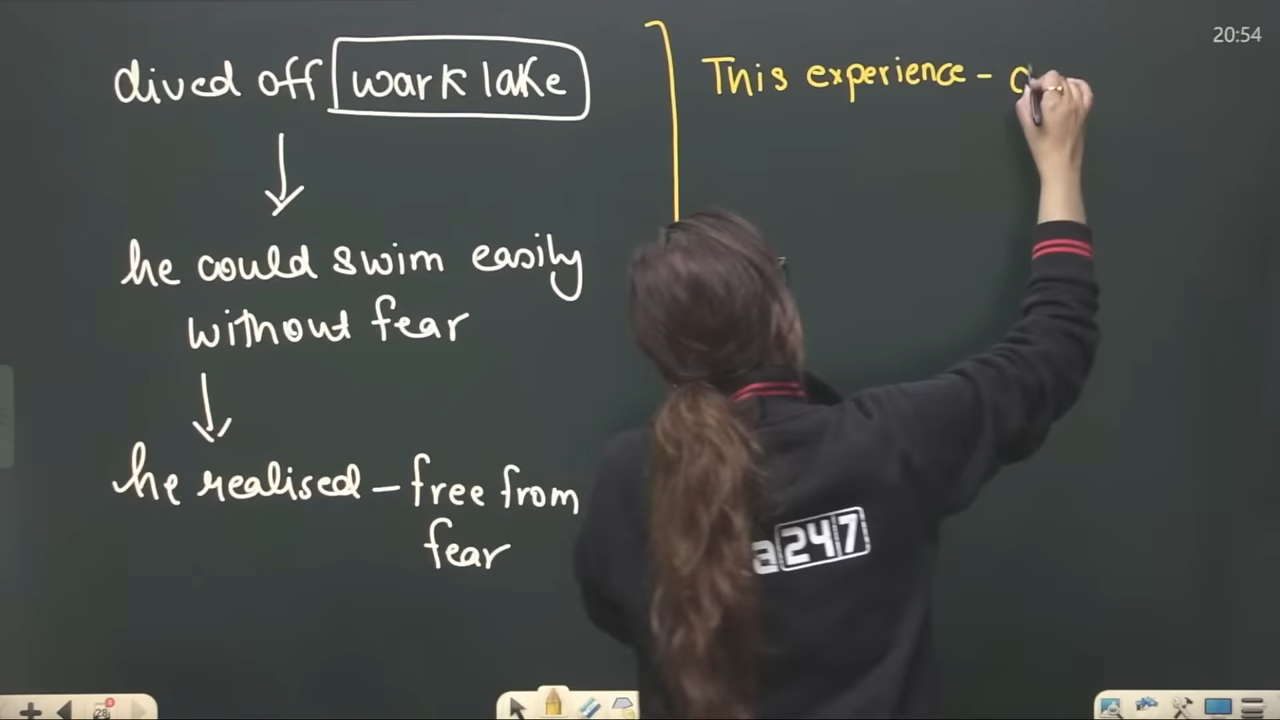 20:54
dived off wark lake
he could swim easily
without fear
he realised - free from
fear
This experience -
a247
28